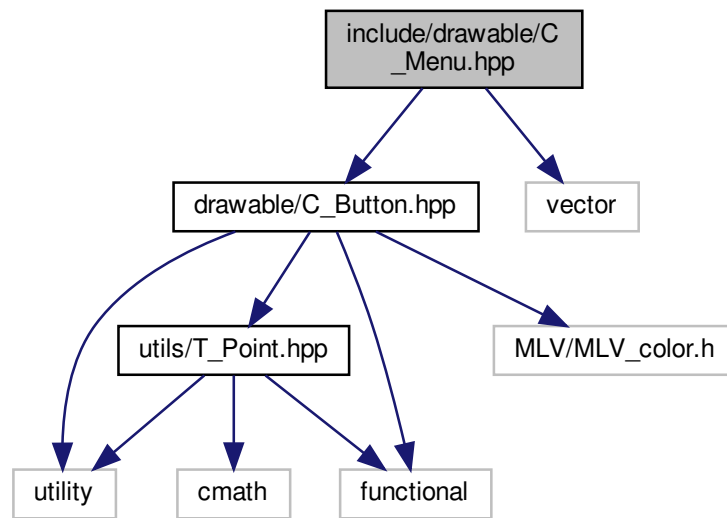 include/drawable/C
_Menu.hpp
drawable/C_Button.hpp
vector
utils/T_Point.hpp
MLV/MLV_color.h
utility
cmath
functional